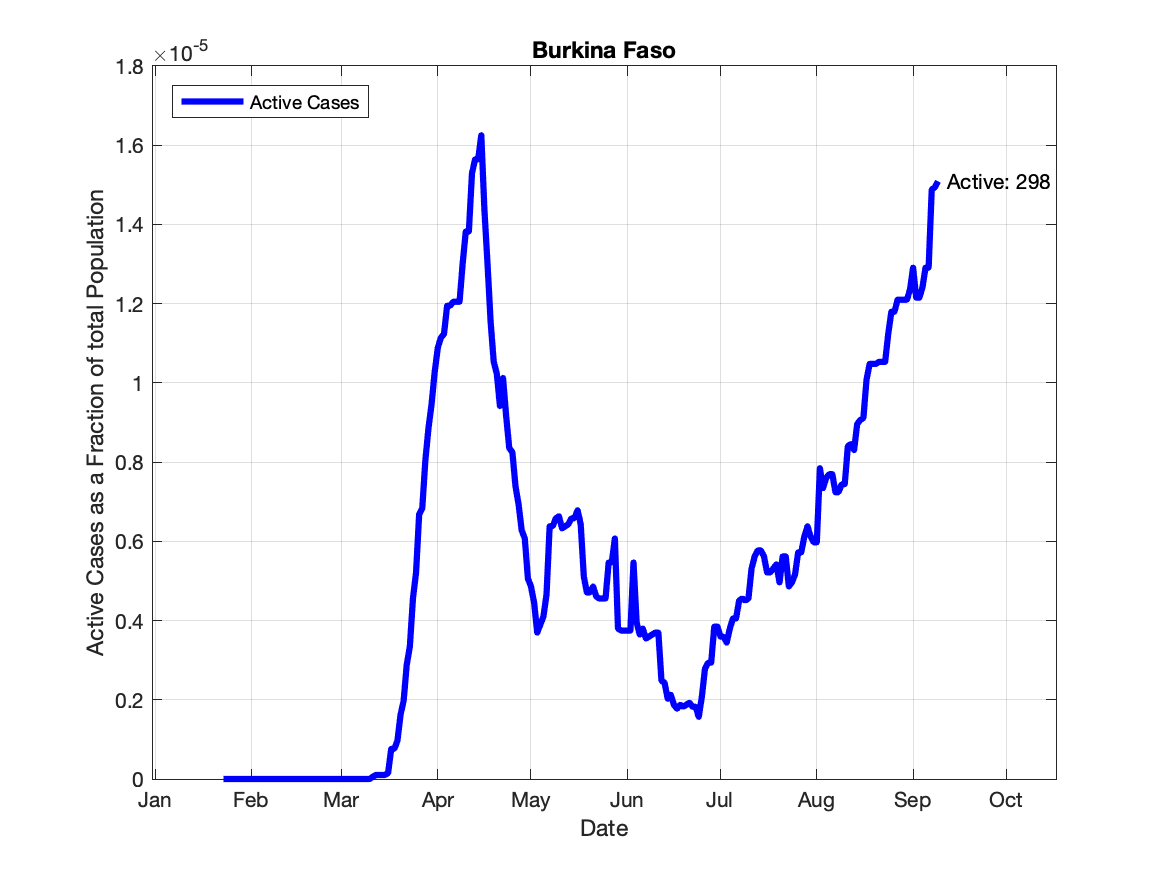 Burkina Faso
×10-5
1.8
1.6
1.4
1.2
1
0.8
0.6
0.4
0.2
0
Active Cases as a Fraction of total Population
Active Cases
Active: 298
Jan Feb Mar Apr May Jun Jul Aug Sep Oct
Date